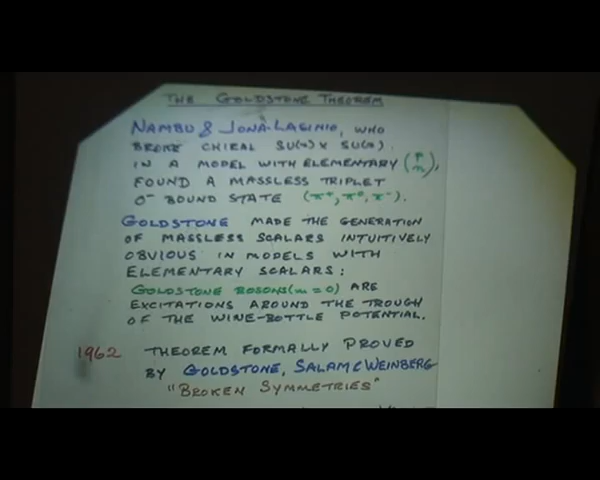 THE GOLDSTONE THEOREM
NAMBU & JONA-LASINIO, WHO
BROKE CHIRAL SU(2) X SU(2)
IN A MODEL WITH ELEMENTARY (p n),
FOUND A MASSLESS TRIPLET
0⁻ BOUND STATE (π⁺, π⁰, π⁻).
GOLDSTONE MADE THE GENERATION
OF MASSLESS SCALARS INTUITIVELY
OBVIOUS IN MODELS WITH
ELEMENTARY SCALARS:
GOLDSTONE BOSONS (m = 0) ARE
EXCITATIONS AROUND THE TROUGH
OF THE WINE-BOTTLE POTENTIAL.
1962 THEOREM FORMALLY PROVED
BY GOLDSTONE, SALAM & WEINBERG
"BROKEN SYMMETRIES"